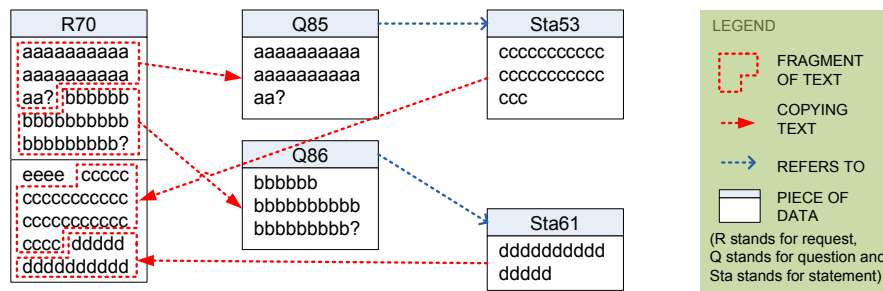 R70
aaaaaaaaaa
aaaaaaaaaa
aa? bbbbbb
bbbbbbbbbb
bbbbbbbbb?
eeee ccccc
ccccccccccc
ccccccccccc
cccc ddddd
dddddddddd
Q85
aaaaaaaaaa
aaaaaaaaaa
aa?
Q86
bbbbbb
bbbbbbbbbb
bbbbbbbbb?
Sta53
ccccccccccc
ccccccccccc
ccc
Sta61
dddddddddd
ddddd
LEGEND
FRAGMENT
OF TEXT
COPYING
TEXT
REFERS TO
PIECE OF
DATA
(R stands for request,
Q stands for question and
Sta stands for statement)